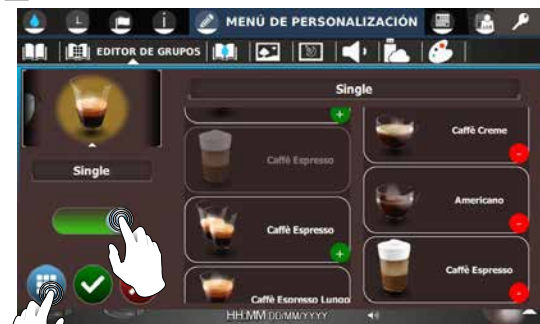 MENÚ DE PERSONALIZACIÓN
EDITOR DE GRUPOS
Single
Single
Caffè Espresso
Caffè Espresso
Caffè Espresso Lungo
Caffè Creme
Americano
Caffè Espresso
HH:MM DD/MM/YYYY